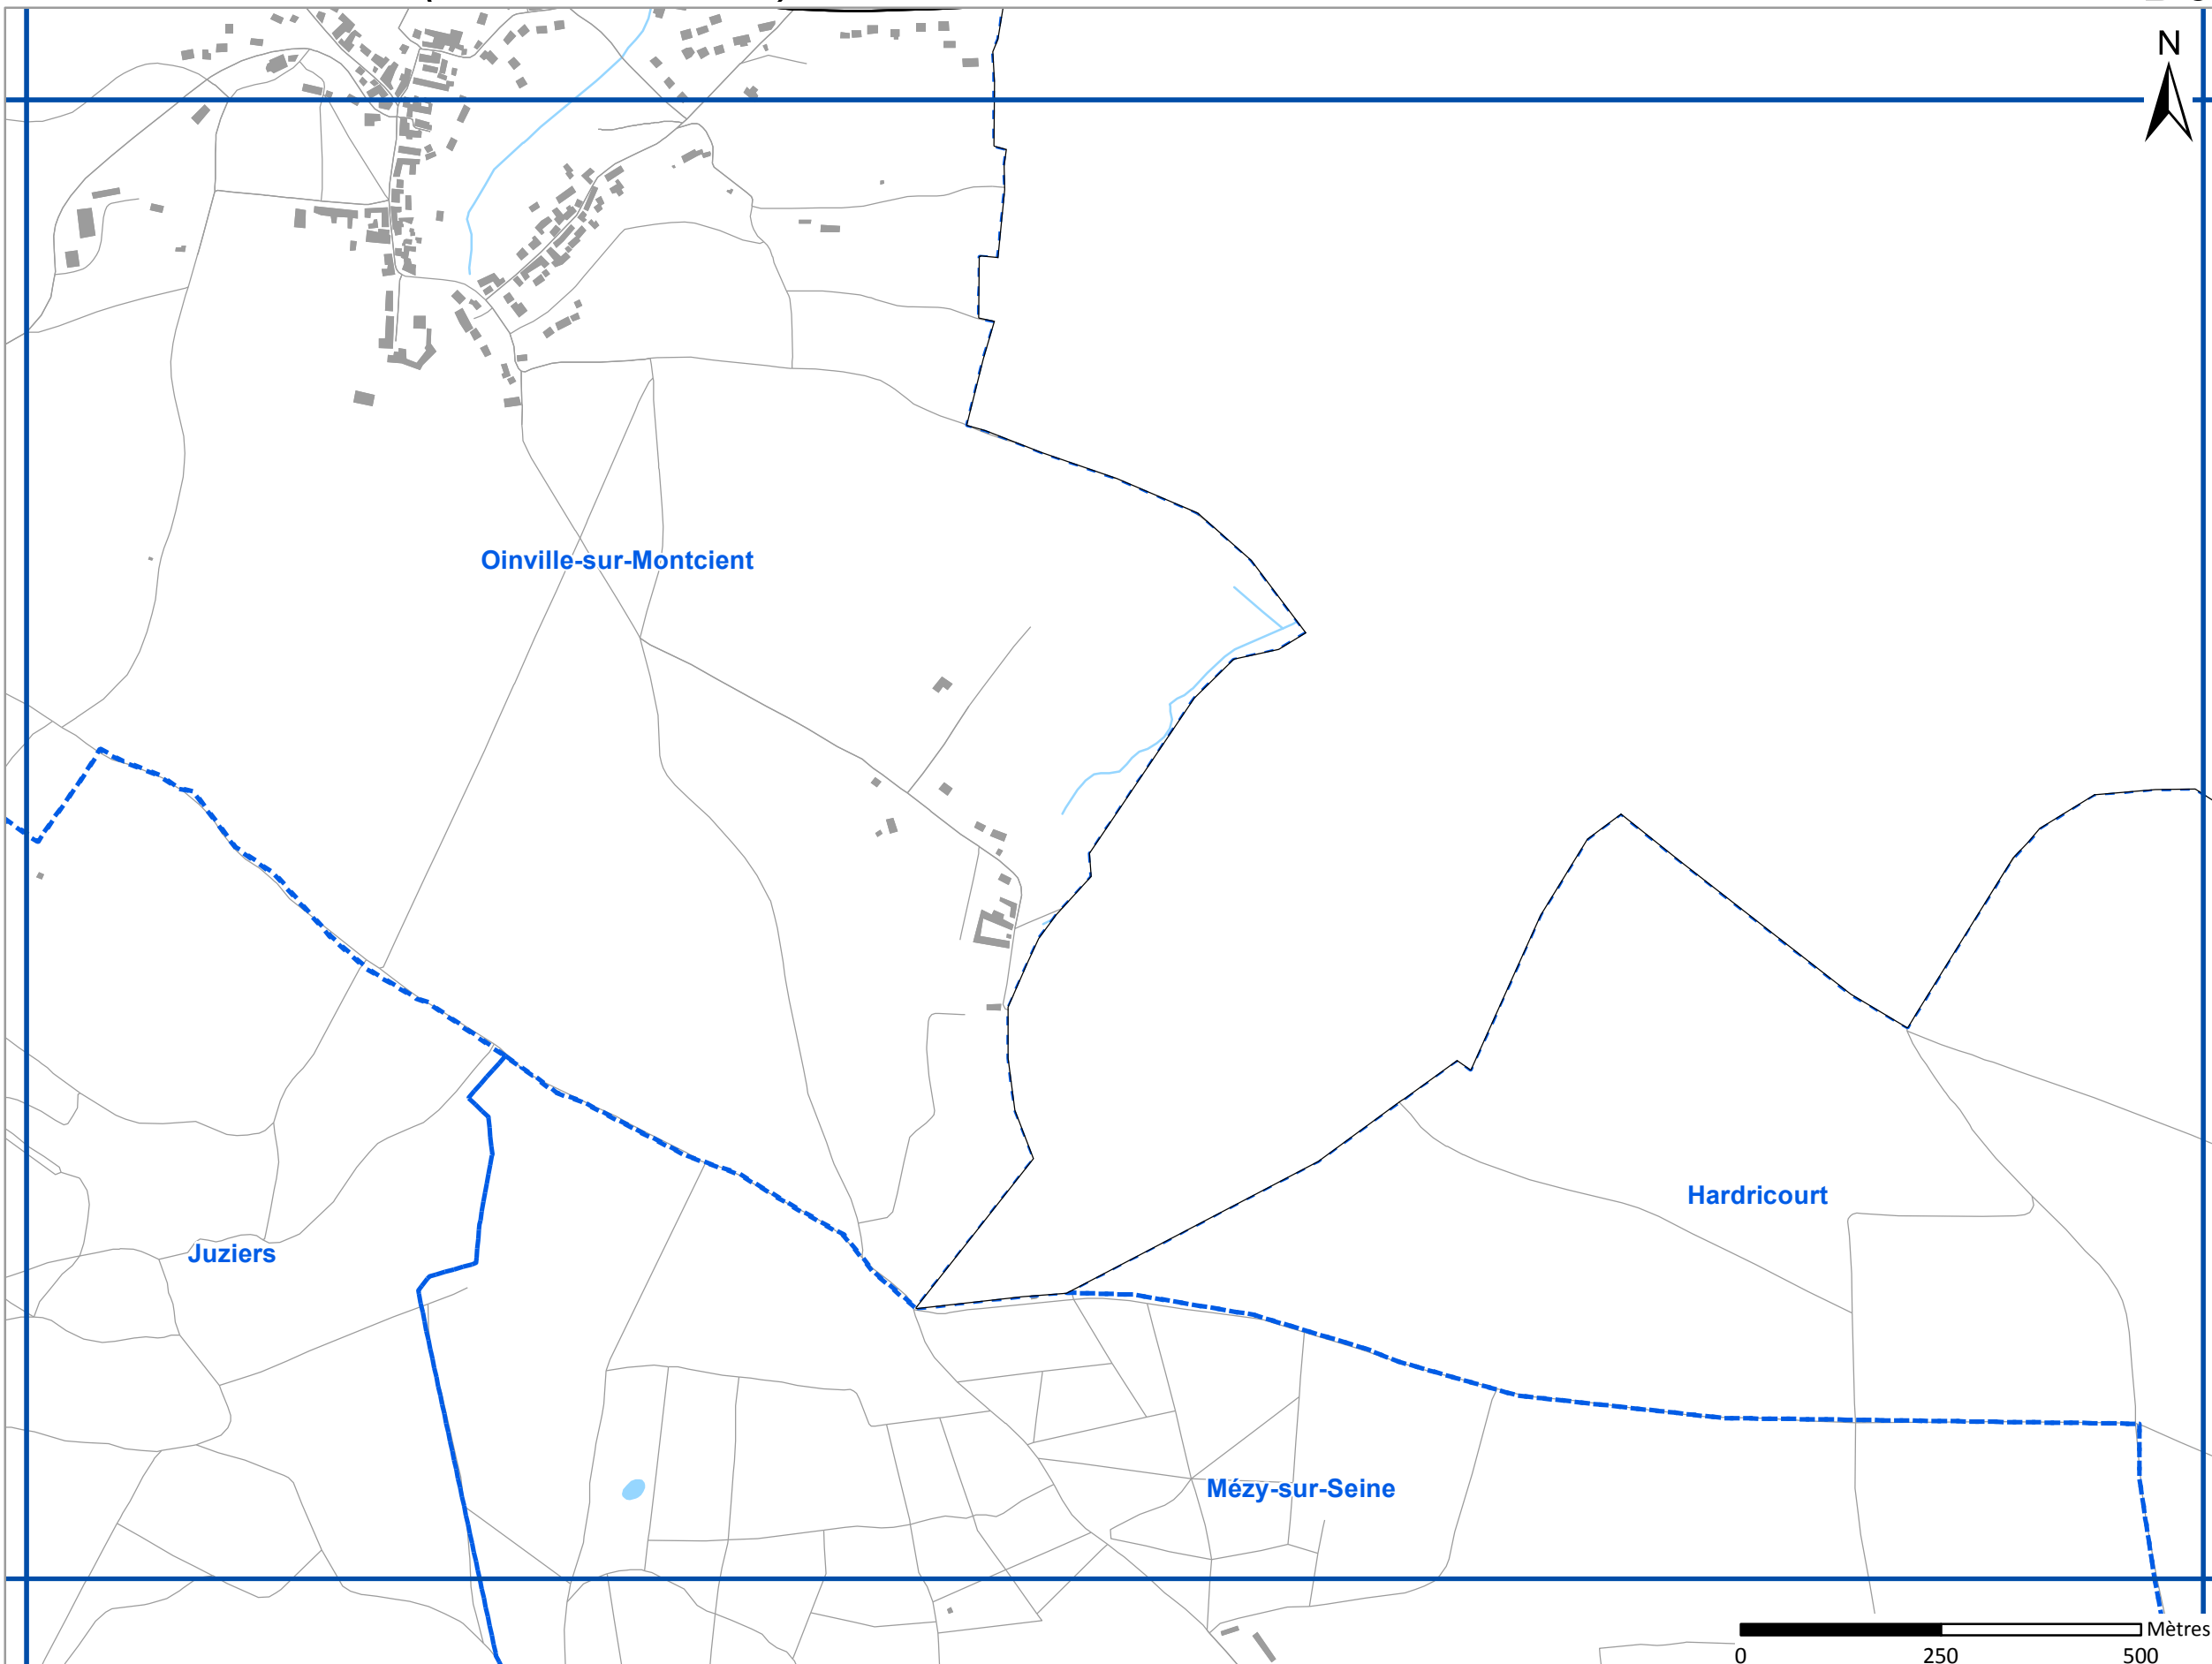 N
Oinville-sur-Montcient
Hardricourt
Juziers
Mézy-sur-Seine
Mètres
0 250 500